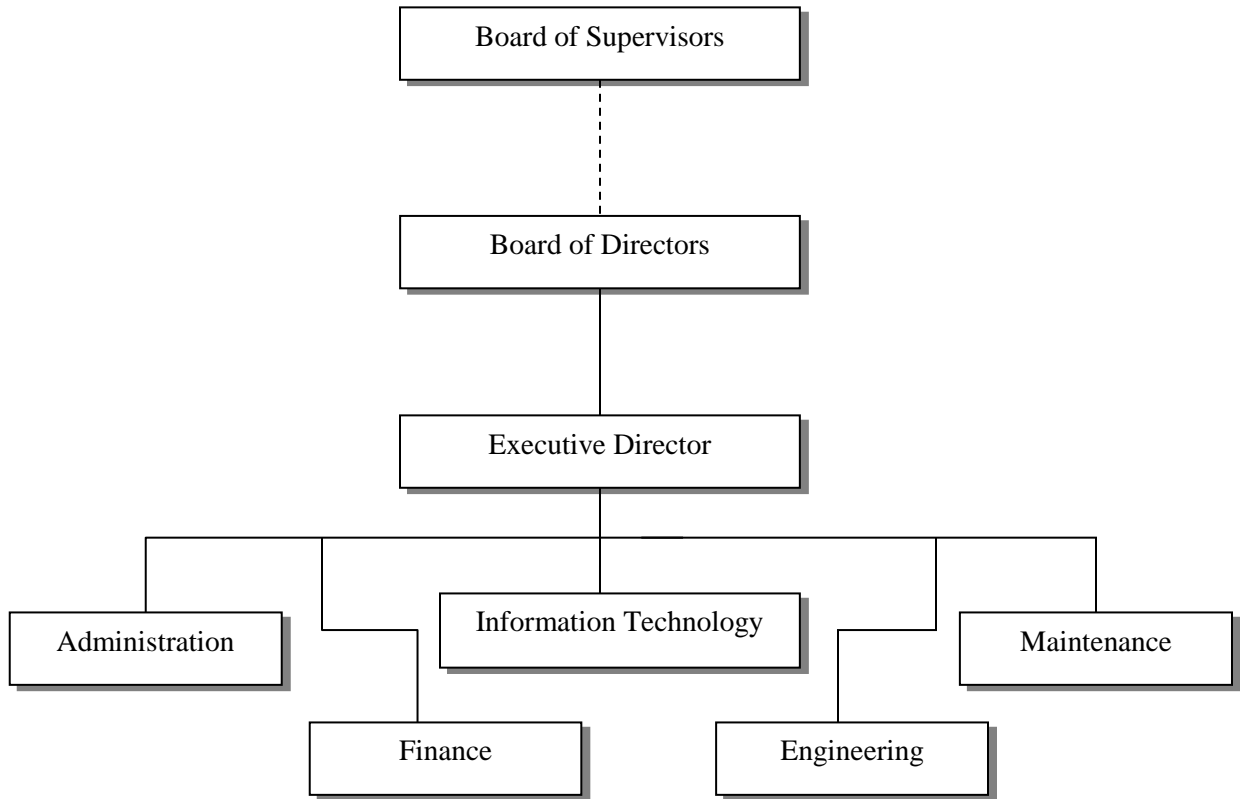 Board of Supervisors
Board of Directors
Executive Director
Administration
Information Technology
Maintenance
Finance
Engineering